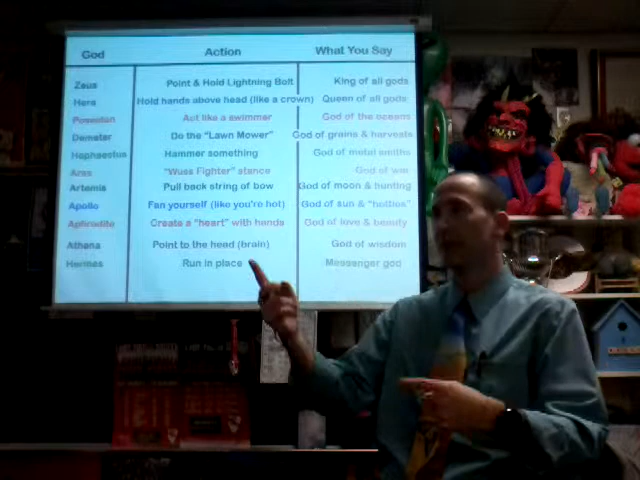 God Action What You Say
Zeus Point & Hold Lightning Bolt King of all gods
Hera Hold hands above head (like a crown) Queen of all gods
Poseidon Act like a swimmer God of the oceans
Demeter Do the "Lawn Mower" God of grains & harvests
Hephaestus Hammer something God of metal smiths
Ares "Wuss Fighter" stance God of war
Artemis Pull back string of bow God of moon & hunting
Apollo Fan yourself (like you're hot) God of sun & "hotties"
Aphrodite Create a "heart" with hands God of love & beauty
Athena Point to the head (brain) God of wisdom
Hermes Run in place Messenger god